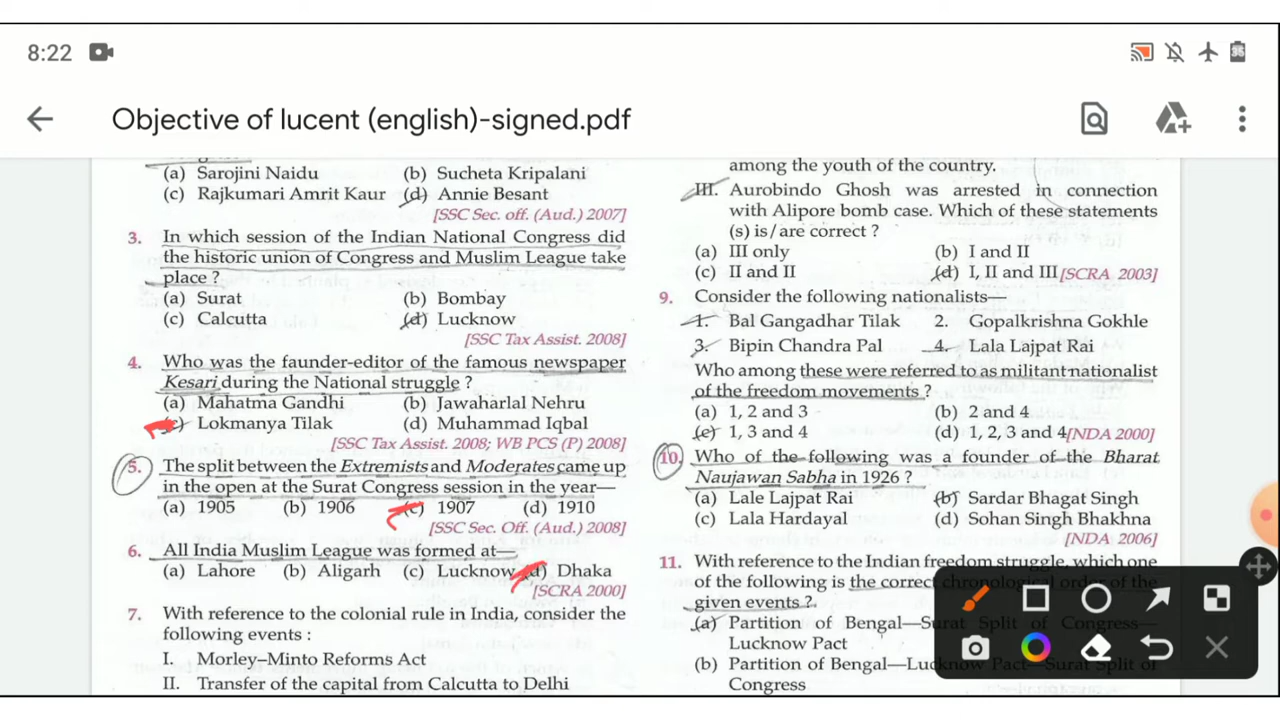 8:22
35
Objective of lucent (english)-signed.pdf
(a) Sarojini Naidu (b) Sucheta Kripalani
(c) Rajkumari Amrit Kaur (d) Annie Besant
[SSC Sec. off. (Aud.) 2007]
3. In which session of the Indian National Congress did
the historic union of Congress and Muslim League take
place ?
(a) Surat (b) Bombay
(c) Calcutta (d) Lucknow
[SSC Tax Assist. 2008]
4. Who was the faunder-editor of the famous newspaper
Kesari during the National struggle ?
(a) Mahatma Gandhi (b) Jawaharlal Nehru
(c) Lokmanya Tilak (d) Muhammad Iqbal
[SSC Tax Assist. 2008; WB PCS (P) 2008]
5. The split between the Extremists and Moderates came up
in the open at the Surat Congress session in the year—
(a) 1905 (b) 1906 (c) 1907 (d) 1910
[SSC Sec. Off. (Aud.) 2008]
6. All India Muslim League was formed at—
(a) Lahore (b) Aligarh (c) Lucknow (d) Dhaka
[SCRA 2000]
7. With reference to the colonial rule in India, consider the
following events :
I. Morley-Minto Reforms Act
II. Transfer of the capital from Calcutta to Delhi
among the youth of the country.
III. Aurobindo Ghosh was arrested in connection
with Alipore bomb case. Which of these statements
(s) is/are correct ?
(a) III only (b) I and II
(c) II and II (d) I, II and III [SCRA 2003]
9. Consider the following nationalists—
1. Bal Gangadhar Tilak 2. Gopalkrishna Gokhle
3. Bipin Chandra Pal 4. Lala Lajpat Rai
Who among these were referred to as militant nationalist
of the freedom movements ?
(a) 1, 2 and 3 (b) 2 and 4
(c) 1, 3 and 4 (d) 1, 2, 3 and 4 [NDA 2000]
10. Who of the following was a founder of the Bharat
Naujawan Sabha in 1926 ?
(a) Lale Lajpat Rai (b) Sardar Bhagat Singh
(c) Lala Hardayal (d) Sohan Singh Bhakhna
[NDA 2006]
11. With reference to the Indian freedom struggle, which one
of the following is the correct chronological order of the
given events ?
(a) Partition of Bengal—Surat Split of Congress—
Lucknow Pact
(b) Partition of Bengal—Lucknow Pact—Surat Split of
Congress